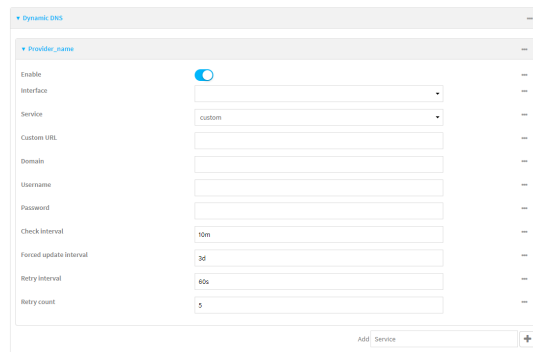 Dynamic DNS
Provider_name
Enable
Interface
Service custom
Custom URL
Domain
Username
Password
Check interval 10m
Forced update interval 3d
Retry interval 60s
Retry count 5
Add Service